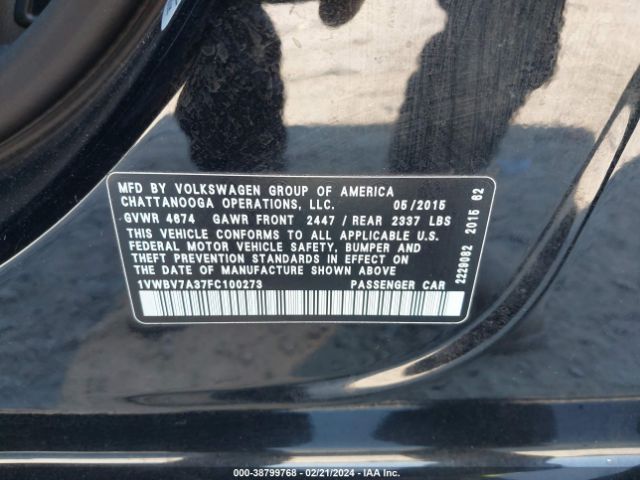 MFD BY VOLKSWAGEN GROUP OF AMERICA
CHATTANOOGA OPERATIONS, LLC. 05/2015
GVWR 4674 GAWR FRONT 2447 / REAR 2337 LBS
THIS VEHICLE CONFORMS TO ALL APPLICABLE U.S.
FEDERAL MOTOR VEHICLE SAFETY, BUMPER AND
THEFT PREVENTION STANDARDS IN EFFECT ON
THE DATE OF MANUFACTURE SHOWN ABOVE
1VWBV7A37FC100273 PASSENGER CAR
2229082 2015 62
000-38799768 - 02/21/2024 - IAA Inc.